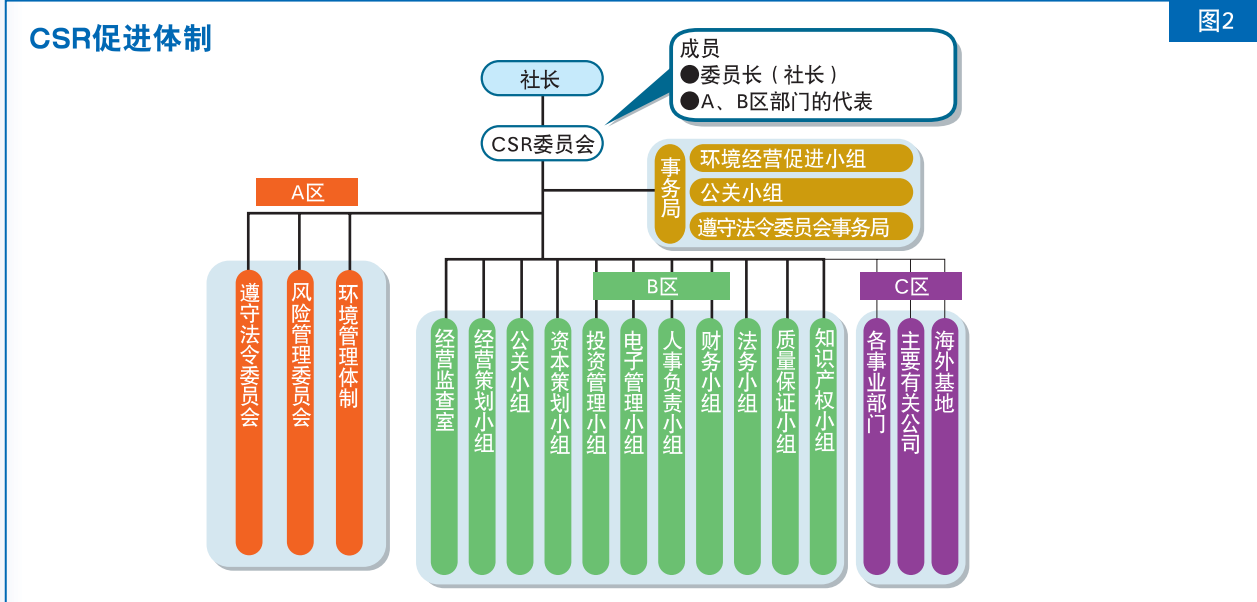 图2
CSR促进体制
社长
成员
●委员长（社长）
●A、B区部门的代表
CSR委员会
事务局
环境经营促进小组
公关小组
遵守法令委员会事务局
A区
遵守法令委员会
风险管理委员会
环境管理体制
B区
经营监查室
经营策划小组
公关小组
资本策划小组
投资管理小组
电子管理小组
人事负责小组
财务小组
法务小组
质量保证小组
知识产权小组
C区
各事业部门
主要有关公司
海外基地